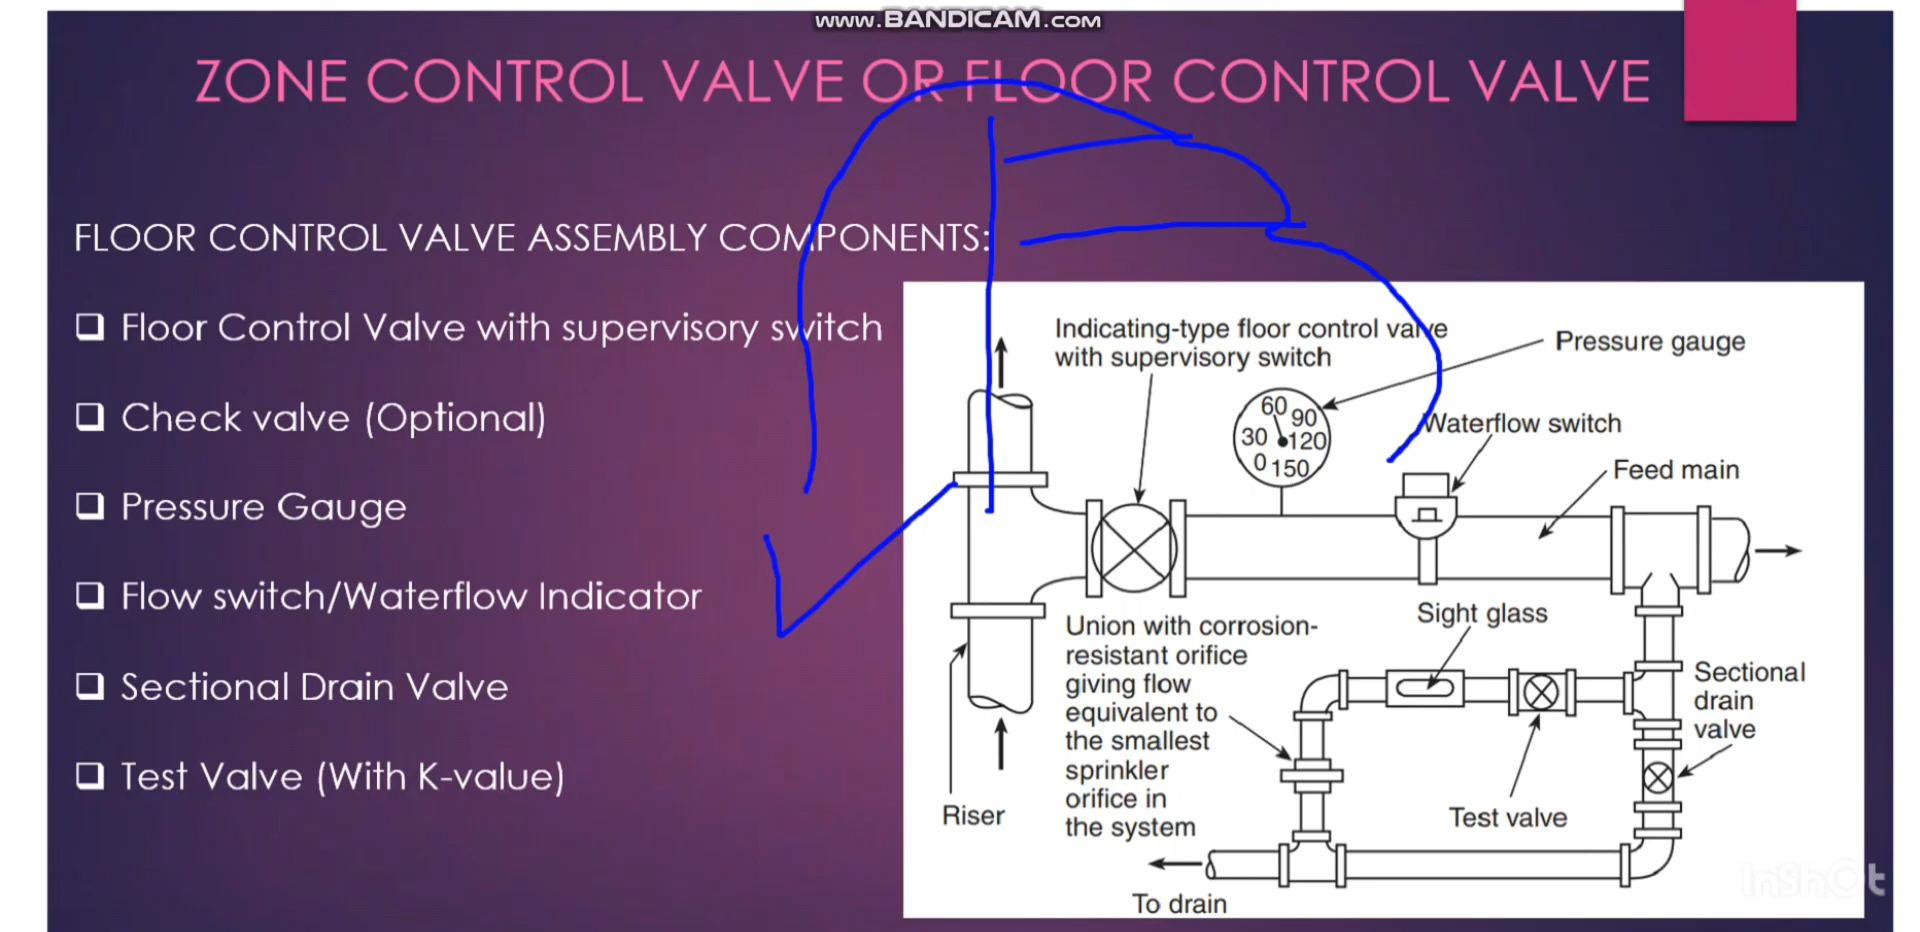 www.BANDICAM.com
ZONE CONTROL VALVE OR FLOOR CONTROL VALVE
FLOOR CONTROL VALVE ASSEMBLY COMPONENTS:
Floor Control Valve with supervisory switch
Check valve (Optional)
Pressure Gauge
Flow switch/Waterflow Indicator
Sectional Drain Valve
Test Valve (With K-value)
Indicating-type floor control valve
with supervisory switch
Pressure gauge
60
90
30
120
0
150
Waterflow switch
Feed main
Sight glass
Union with corrosion-
resistant orifice
giving flow
equivalent to
the smallest
sprinkler
orifice in
the system
Sectional
drain
valve
Riser
Test valve
To drain
InShOt